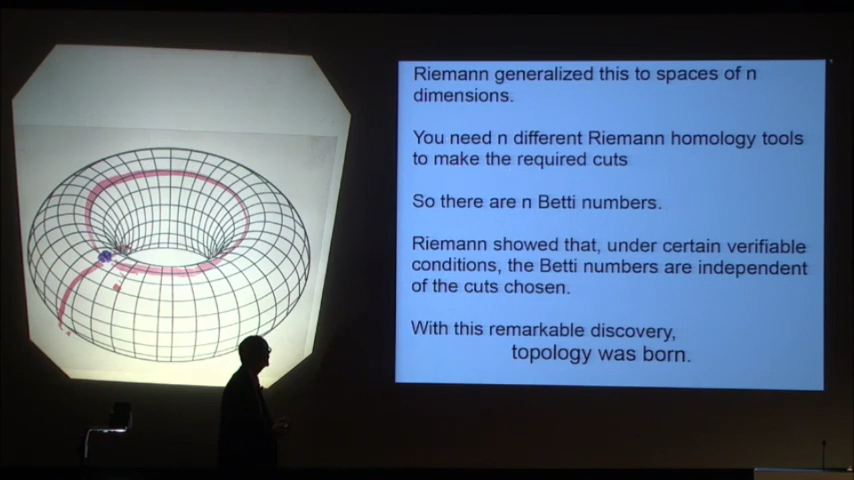 Riemann generalized this to spaces of n
dimensions.
You need n different Riemann homology tools
to make the required cuts
So there are n Betti numbers.
Riemann showed that, under certain verifiable
conditions, the Betti numbers are independent
of the cuts chosen.
With this remarkable discovery,
topology was born.